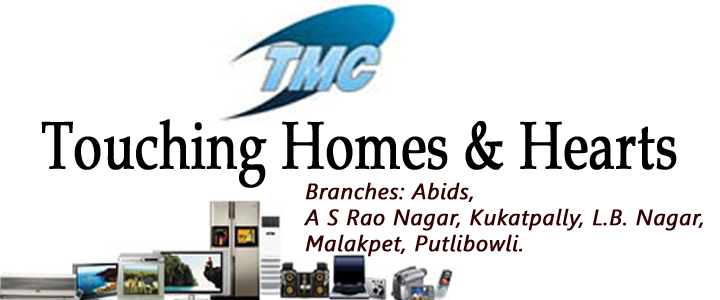 TMC
Touching Homes & Hearts
Branches: Abids,
A S Rao Nagar, Kukatpally, L.B. Nagar,
Malakpet, Putlibowli.